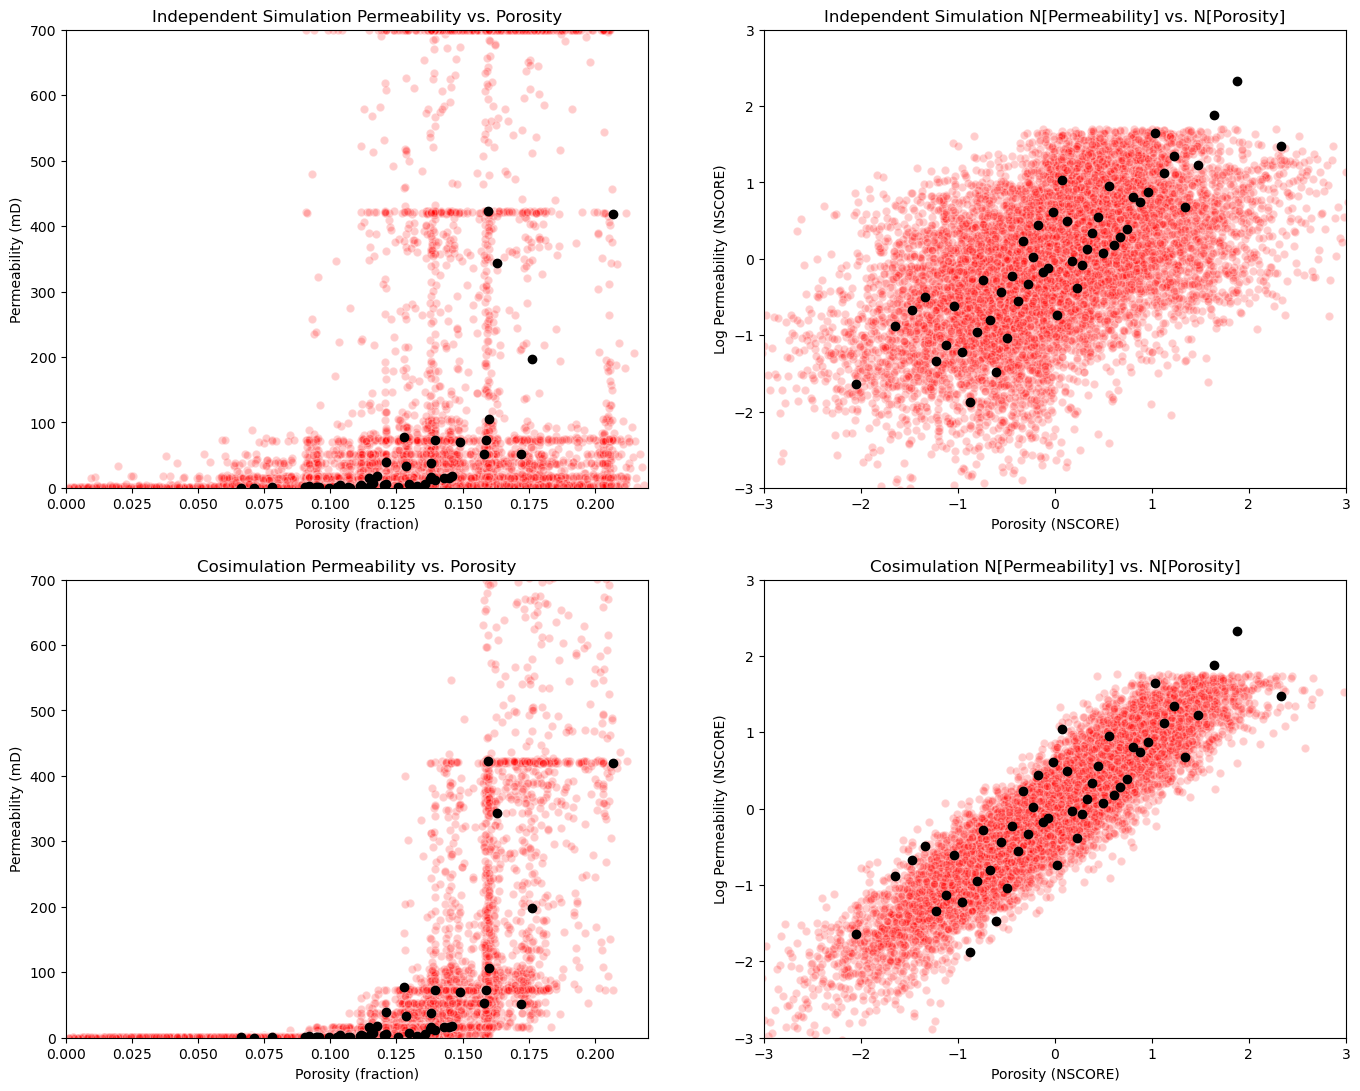 Independent Simulation Permeability vs. Porosity
Independent Simulation N[Permeability] vs. N[Porosity]
700
600
500
400
300
200
100
0
Permeability (mD)
0.000 0.025 0.050 0.075 0.100 0.125 0.150 0.175 0.200
Porosity (fraction)
3
2
1
0
−1
−2
−3
Log Permeability (NSCORE)
−3 −2 −1 0 1 2 3
Porosity (NSCORE)
Cosimulation Permeability vs. Porosity
Cosimulation N[Permeability] vs. N[Porosity]
700
600
500
400
300
200
100
0
Permeability (mD)
0.000 0.025 0.050 0.075 0.100 0.125 0.150 0.175 0.200
Porosity (fraction)
3
2
1
0
−1
−2
−3
Log Permeability (NSCORE)
−3 −2 −1 0 1 2 3
Porosity (NSCORE)